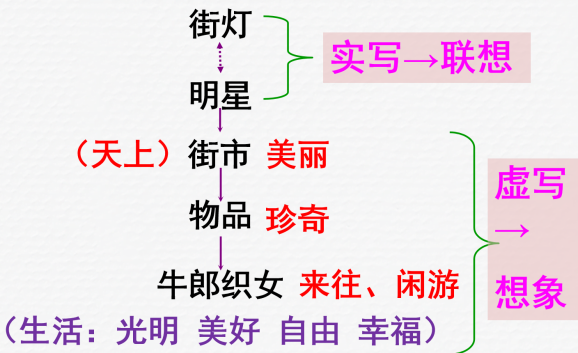 街灯
实写→联想
明星
（天上）街市 美丽
虚写
→
想象
物品 珍奇
牛郎织女 来往、闲游
（生活：光明 美好 自由 幸福）